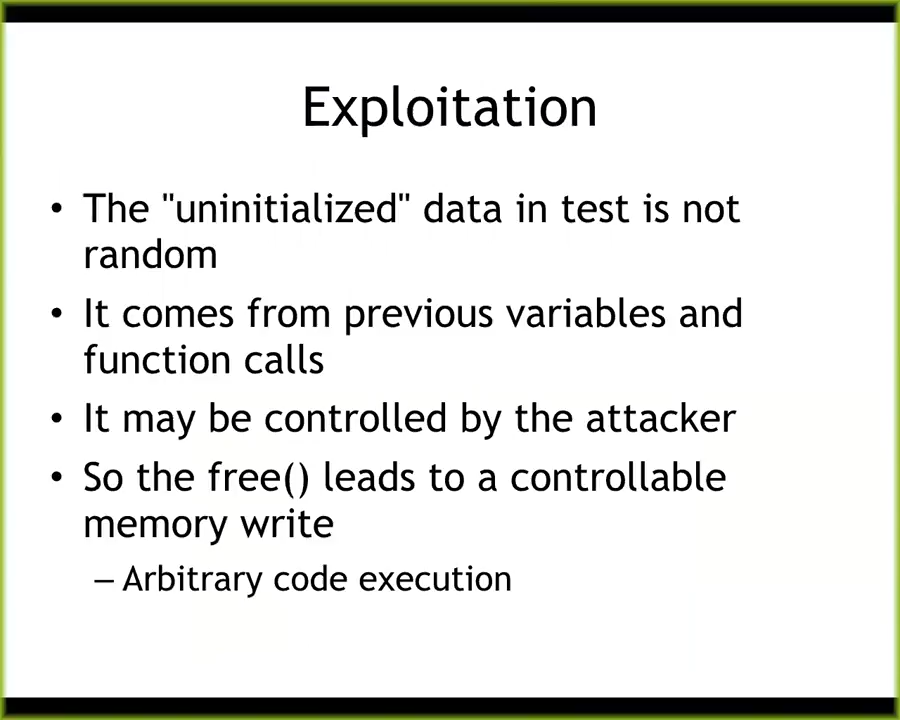 Exploitation
• The "uninitialized" data in test is not
random
• It comes from previous variables and
function calls
• It may be controlled by the attacker
• So the free() leads to a controllable
memory write
– Arbitrary code execution